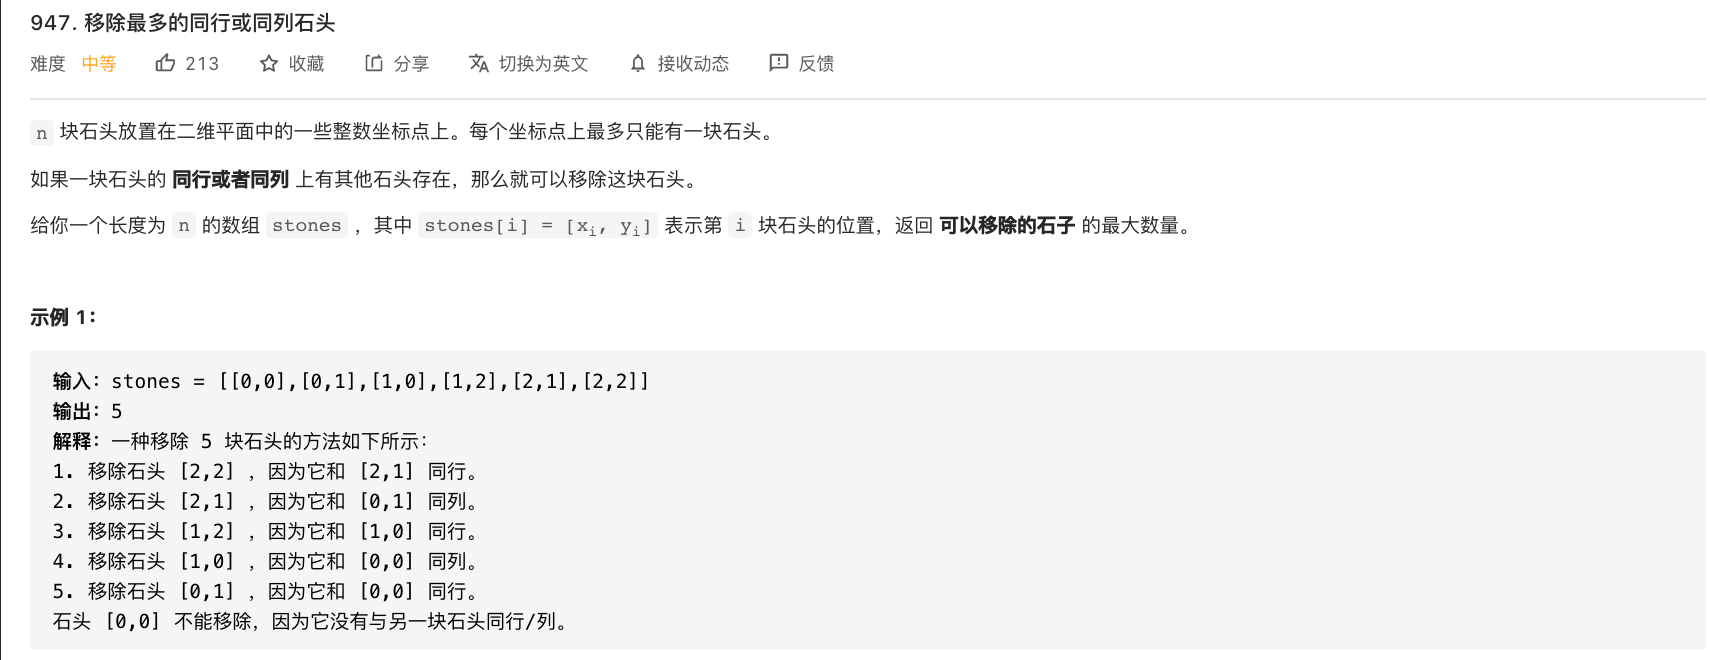 947. 移除最多的同行或同列石头
难度 中等 213 收藏 分享 切换为英文 接收动态 反馈
n 块石头放置在二维平面中的一些整数坐标点上。每个坐标点上最多只能有一块石头。
如果一块石头的 同行或者同列 上有其他石头存在，那么就可以移除这块石头。
给你一个长度为 n 的数组 stones ，其中 stones[i] = [xi, yi] 表示第 i 块石头的位置，返回 可以移除的石子 的最大数量。
示例 1：
输入：stones = [[0,0],[0,1],[1,0],[1,2],[2,1],[2,2]]
输出：5
解释：一种移除 5 块石头的方法如下所示：
1. 移除石头 [2,2] ，因为它和 [2,1] 同行。
2. 移除石头 [2,1] ，因为它和 [0,1] 同列。
3. 移除石头 [1,2] ，因为它和 [1,0] 同行。
4. 移除石头 [1,0] ，因为它和 [0,0] 同列。
5. 移除石头 [0,1] ，因为它和 [0,0] 同行。
石头 [0,0] 不能移除，因为它没有与另一块石头同行/列。